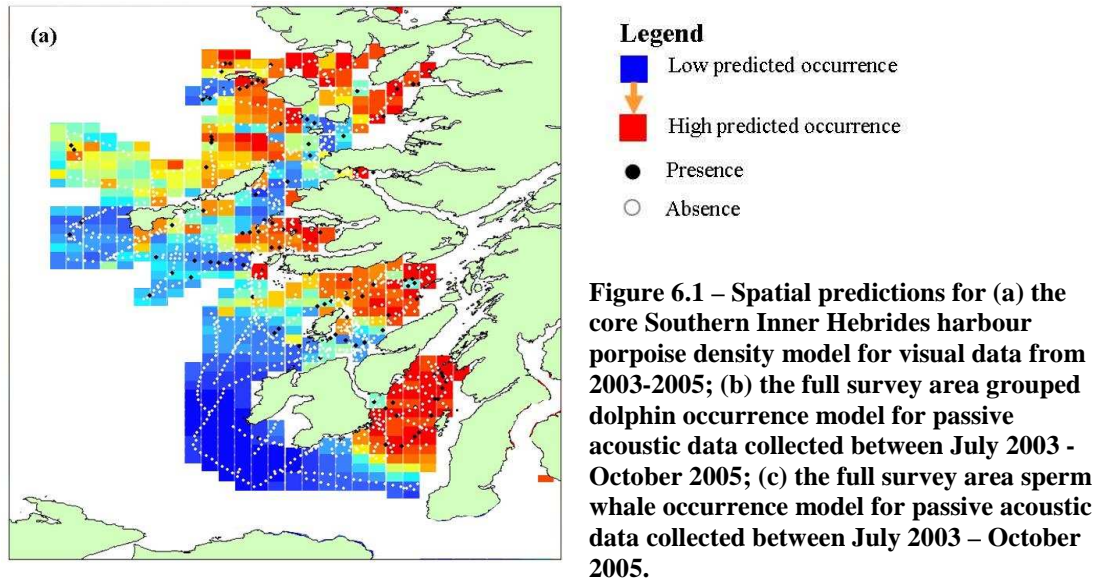 (a)
Legend
Low predicted occurrence
High predicted occurrence
Presence
Absence
Figure 6.1 – Spatial predictions for (a) the
core Southern Inner Hebrides harbour
porpoise density model for visual data from
2003-2005; (b) the full survey area grouped
dolphin occurrence model for passive
acoustic data collected between July 2003 -
October 2005; (c) the full survey area sperm
whale occurrence model for passive acoustic
data collected between July 2003 – October
2005.